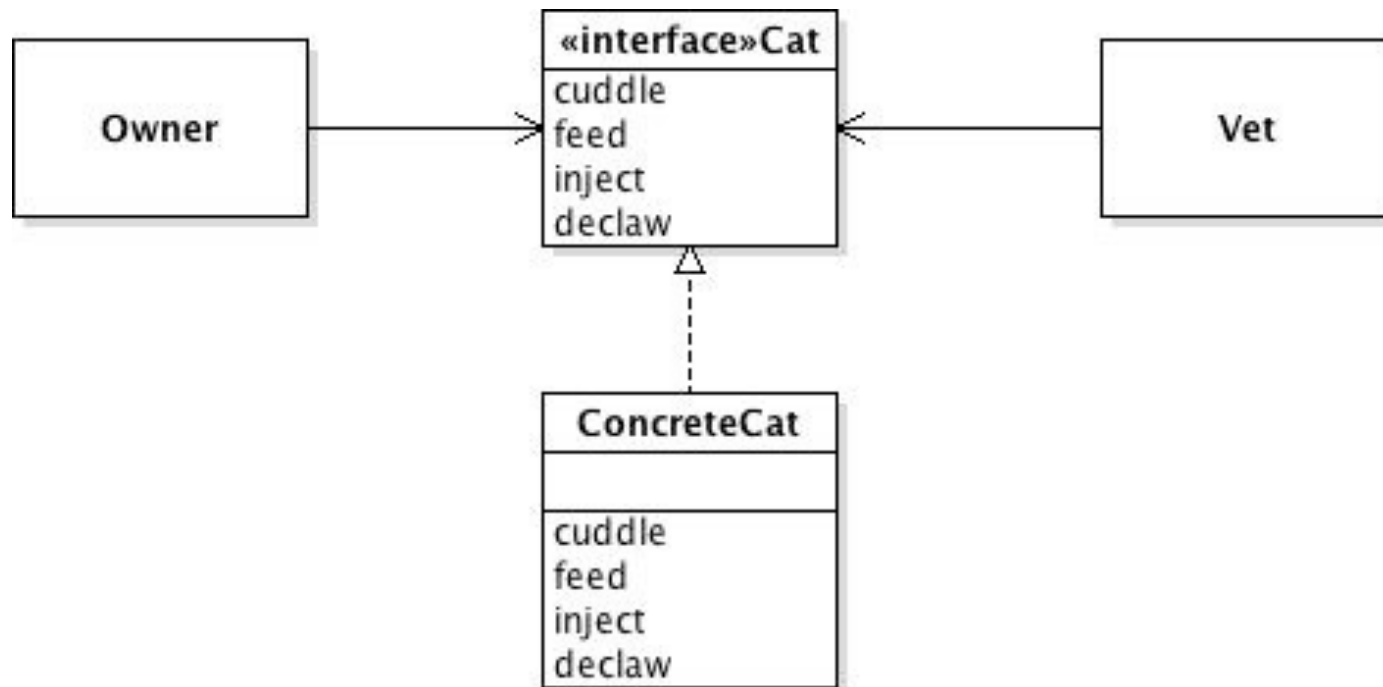 «interface»Cat
cuddle
feed
inject
declaw
Owner
Vet
ConcreteCat
cuddle
feed
inject
declaw